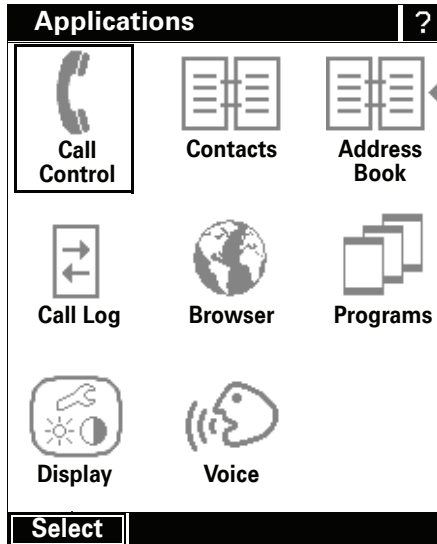 Applications ?
Call
Control
Contacts
Address
Book
Call Log
Browser
Programs
Display
Voice
Select